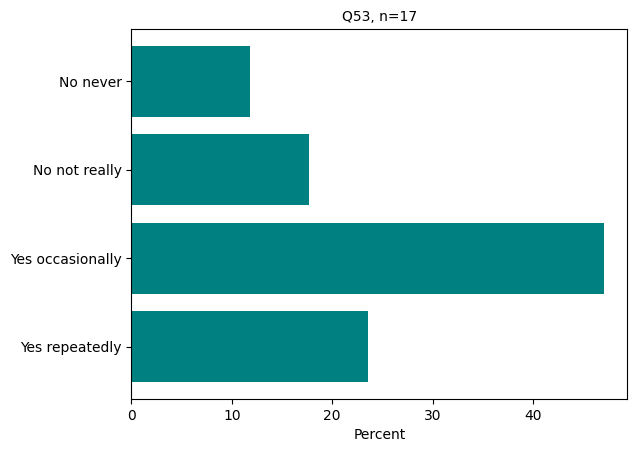 Q53, n=17
No never
No not really
Yes occasionally
Yes repeatedly
0 10 20 30 40
Percent